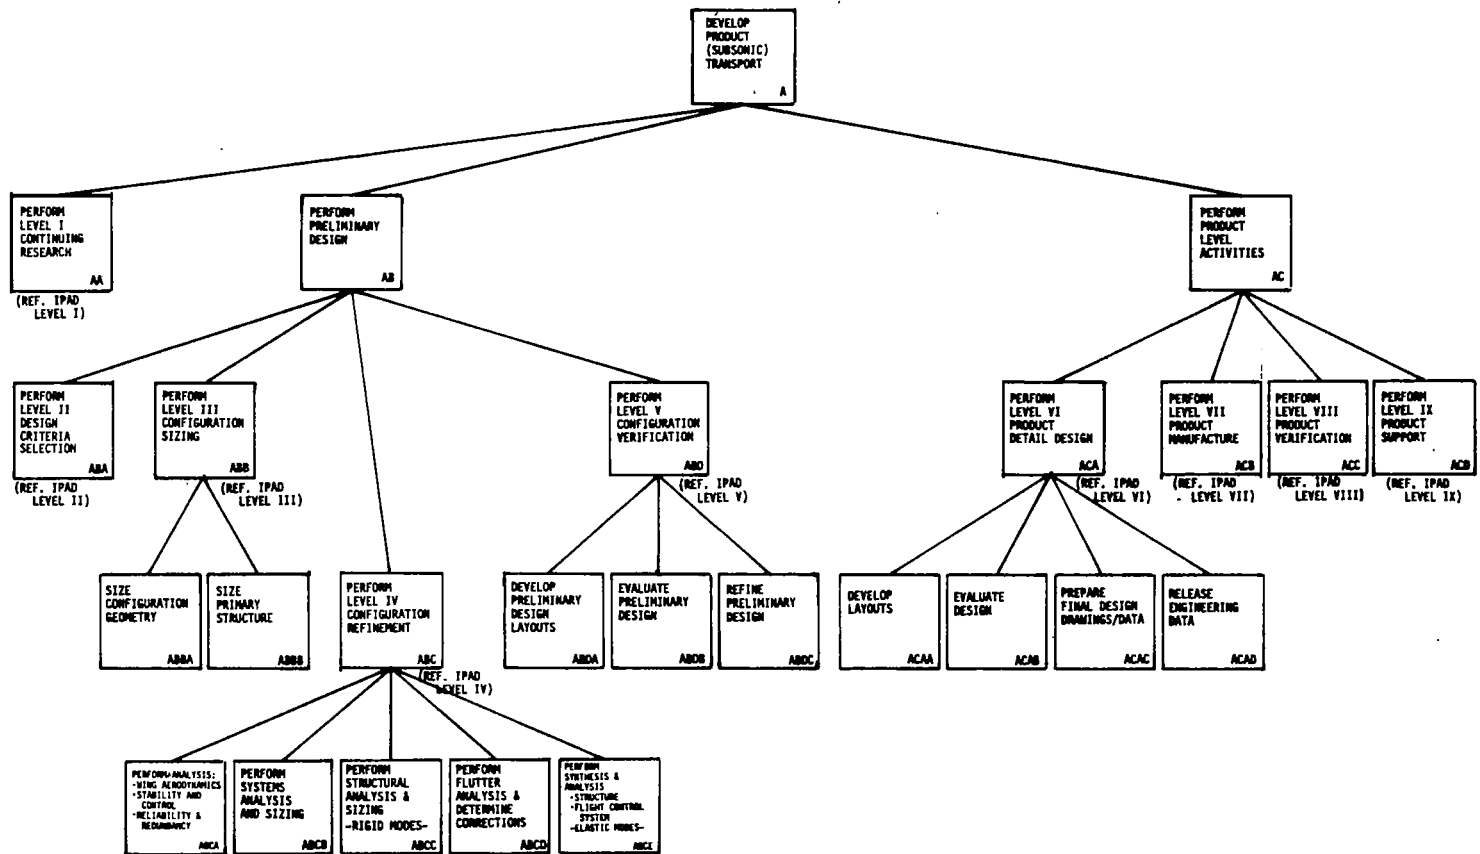 DEVELOP
PRODUCT
(SUBSONIC)
TRANSPORT
A
PERFORM
LEVEL I
CONTINUING
RESEARCH
AA
(REF. IPAD
LEVEL I)
PERFORM
PRELIMINARY
DESIGN
AB
PERFORM
PRODUCT
LEVEL
ACTIVITIES
AC
PERFORM
LEVEL II
DESIGN
CRITERIA
SELECTION
ABA
(REF. IPAD
LEVEL II)
PERFORM
LEVEL III
CONFIGURATION
SIZING
ABB
(REF. IPAD
LEVEL III)
PERFORM
LEVEL V
CONFIGURATION
VERIFICATION
ABD
(REF. IPAD
LEVEL V)
PERFORM
LEVEL VI
PRODUCT
DETAIL DESIGN
ACA
(REF. IPAD
LEVEL VI)
PERFORM
LEVEL VII
PRODUCT
MANUFACTURE
ACB
(REF. IPAD
LEVEL VII)
PERFORM
LEVEL VIII
PRODUCT
VERIFICATION
ACC
(REF. IPAD
LEVEL VIII)
PERFORM
LEVEL IX
PRODUCT
SUPPORT
ACD
(REF. IPAD
LEVEL IX)
SIZE
CONFIGURATION
GEOMETRY
ABBA
SIZE
PRIMARY
STRUCTURE
ABBB
PERFORM
LEVEL IV
CONFIGURATION
REFINEMENT
ABC
(REF. IPAD
LEVEL IV)
DEVELOP
PRELIMINARY
DESIGN
LAYOUTS
ABDA
EVALUATE
PRELIMINARY
DESIGN
ABDB
REFINE
PRELIMINARY
DESIGN
ABDC
DEVELOP
LAYOUTS
ACAA
EVALUATE
DESIGN
ACAB
PREPARE
FINAL DESIGN
DRAWINGS/DATA
ACAC
RELEASE
ENGINEERING
DATA
ACAD
PERFORM ANALYSIS:
-WING AERODYNAMICS
-STABILITY AND
CONTROL
-RELIABILITY &
REDUNDANCY
ABCA
PERFORM
SYSTEMS
ANALYSIS
AND SIZING
ABCB
PERFORM
STRUCTURAL
ANALYSIS &
SIZING
-RIGID MODES-
ABCC
PERFORM
FLUTTER
ANALYSIS &
DETERMINE
CORRECTIONS
ABCD
PERFORM
SYNTHESIS &
ANALYSIS
-STRUCTURE
-FLIGHT CONTROL
SYSTEM
-ELASTIC MODES-
ABCE